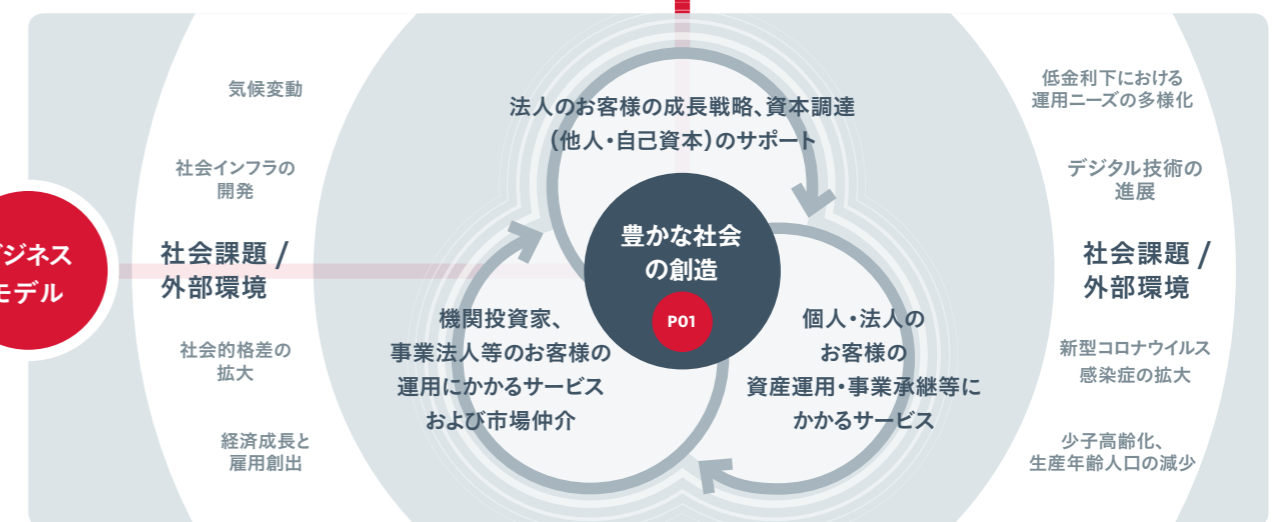 ジネス
モデル
気候変動
社会インフラの
開発
社会課題 /
外部環境
社会的格差の
拡大
経済成長と
雇用創出
法人のお客様の成長戦略、資本調達
(他人・自己資本)のサポート
豊かな社会
の創造
P01
機関投資家、
事業法人等のお客様の
運用にかかるサービス
および市場仲介
個人・法人の
お客様の
資産運用・事業承継等に
かかるサービス
低金利下における
運用ニーズの多様化
デジタル技術の
進展
社会課題 /
外部環境
新型コロナウイルス
感染症の拡大
少子高齢化、
生産年齢人口の減少